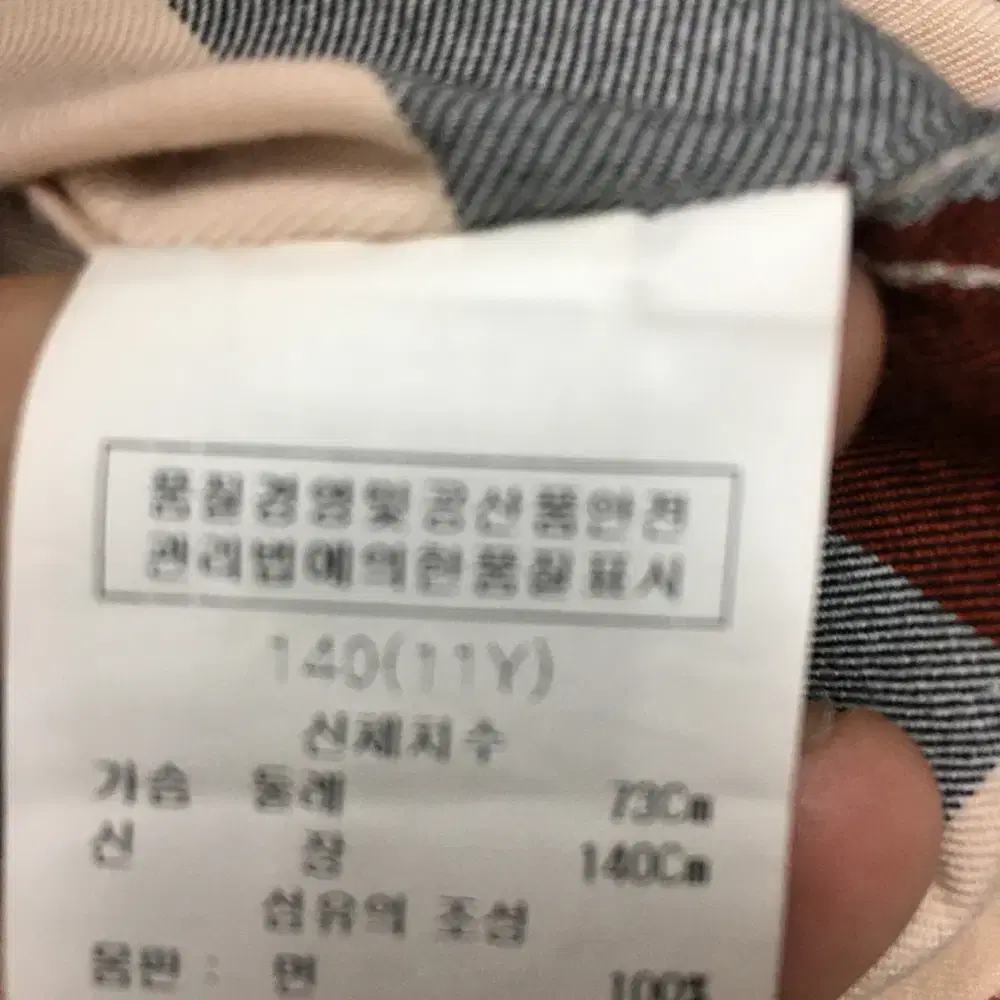 품질경영및공산품안전
관리법에의한품질표시
140(11Y)
신체치수
가슴 둘레 73Cm
신 장 140Cm
섬유의 조성
몸판 : 면 100%